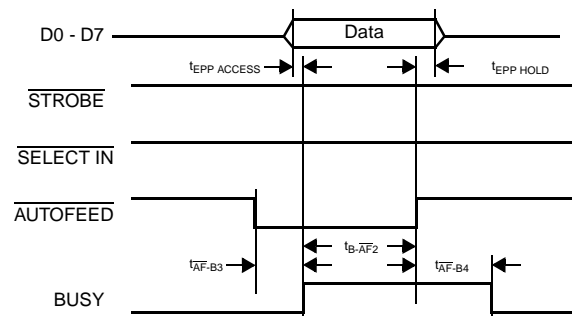 D0 - D7
Data
tEPP ACCESS
tEPP HOLD
STROBE
SELECT IN
AUTOFEED
tB-AF2
tAF-B3
tAF-B4
BUSY